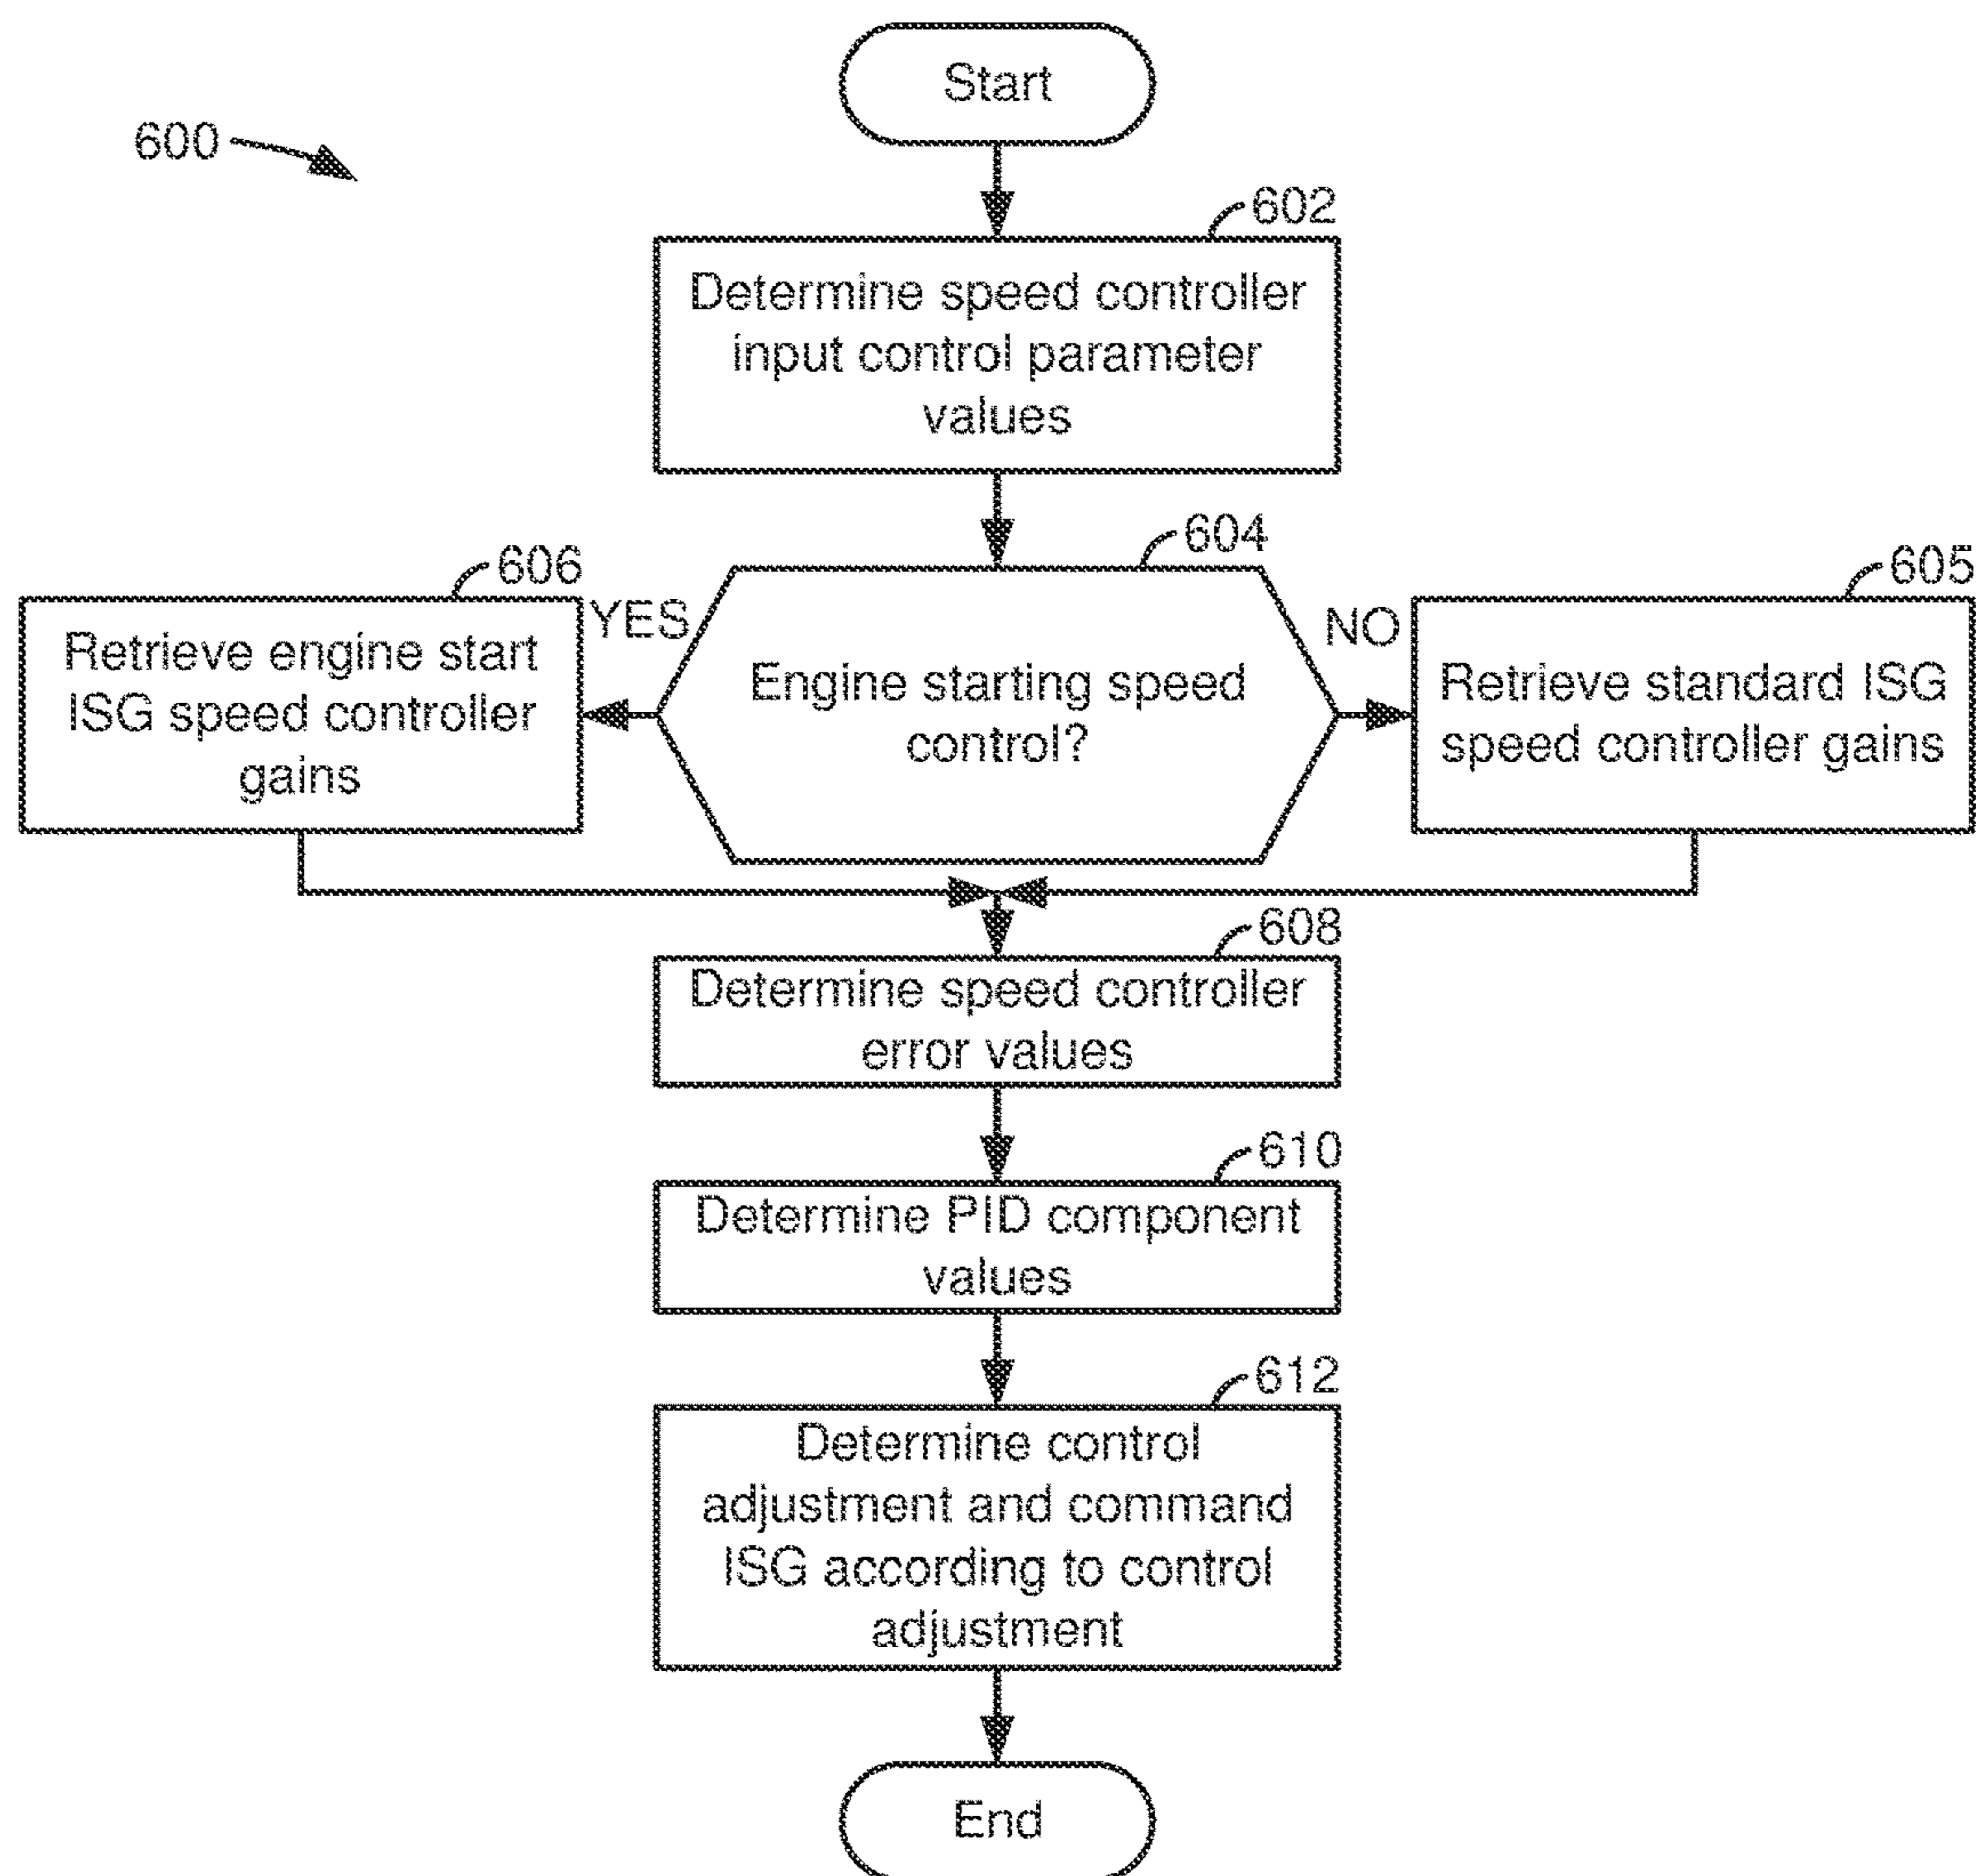 Start
600
602
Determine speed controller
input control parameter
values
604
606
605
YES
NO
Retrieve engine start
ISG speed controller
gains
Engine starting speed
control?
Retrieve standard ISG
speed controller gains
608
Determine speed controller
error values
610
Determine PID component
values
612
Determine control
adjustment and command
ISG according to control
adjustment
End